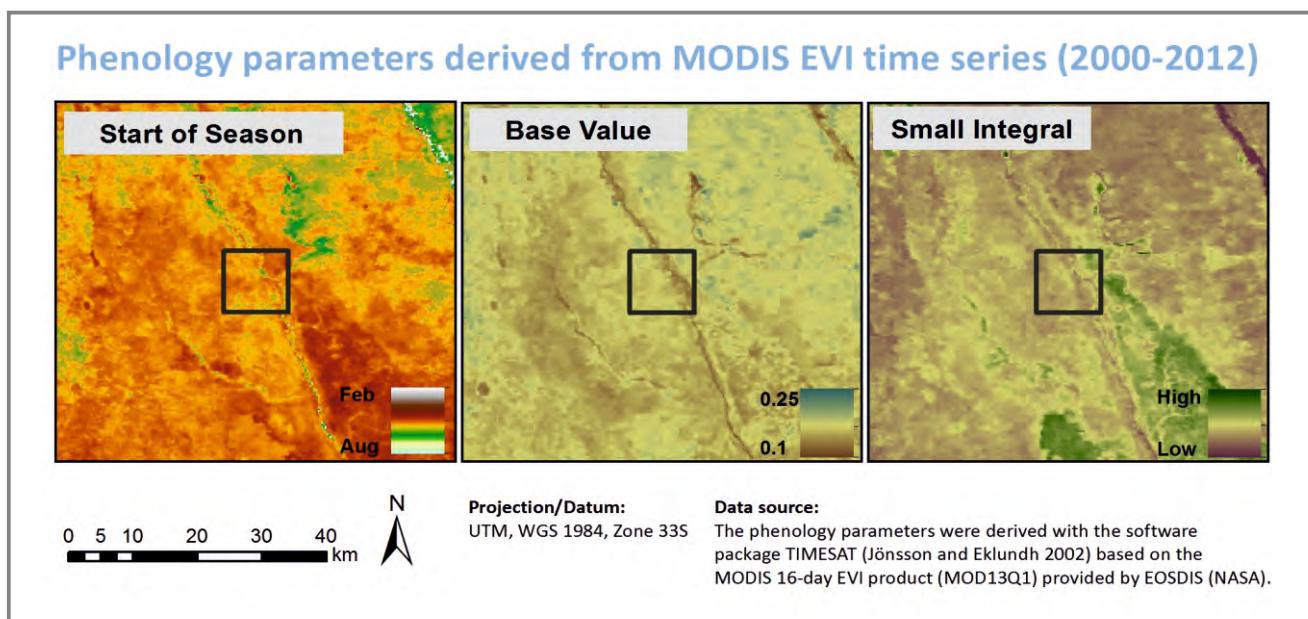 Phenology parameters derived from MODIS EVI time series (2000-2012)
Start of Season
Feb
Aug
Base Value
0.25
0.1
Small Integral
High
Low
0 10 20 30 40
km
N
Projection/Datum:
UTM, WGS 1984, Zone 33S
Data source:
The phenology parameters were derived with the software
package TIMESAT (Jönsson and Eklundh 2002) based on the
MODIS 16-day EVI product (MOD13Q1) provided by EOSDIS (NASA).